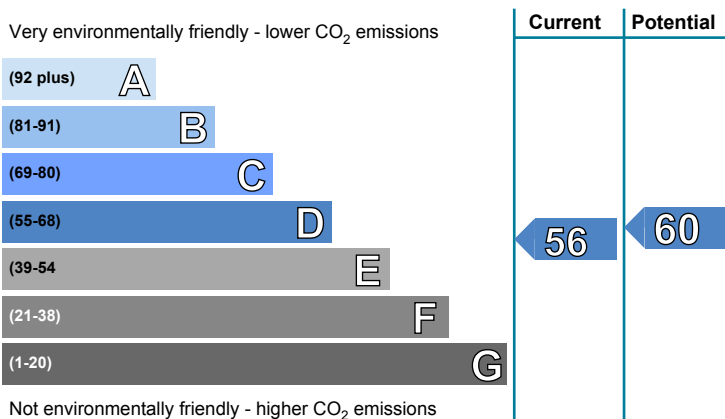 Very environmentally friendly - lower CO2 emissions
Current
Potential
(92 plus) A
(81-91) B
(69-80) C
(55-68) D
(39-54 E
(21-38) F
(1-20) G
56
60
Not environmentally friendly - higher CO2 emissions